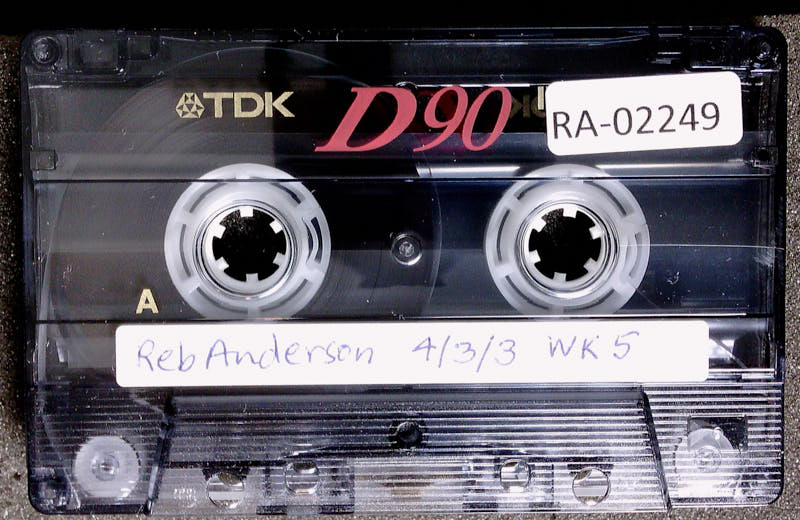 TDK D90
RA-02249
A
Reb Anderson 4/3/3 WK 5